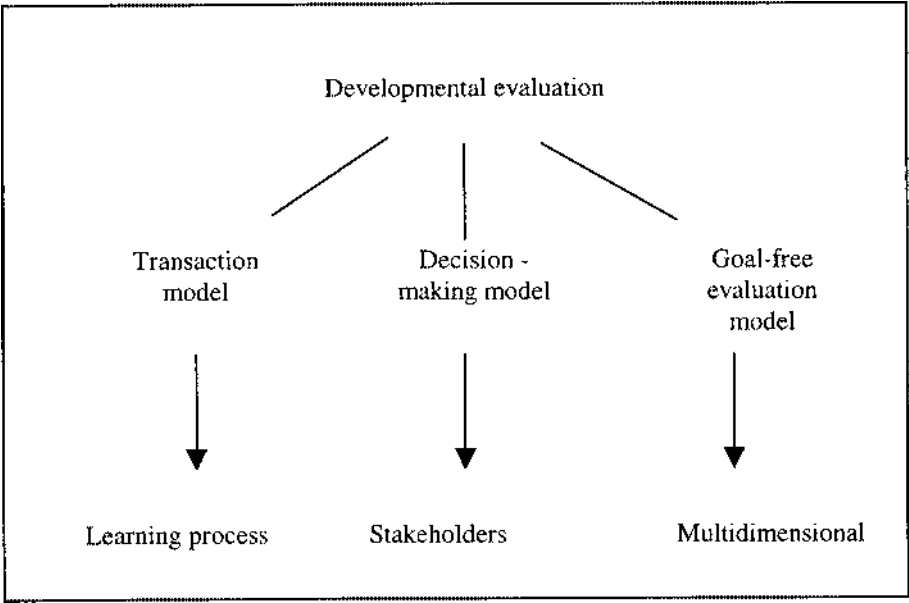 Developmental evaluation
Transaction
model
Decision -
making model
Goal-free
evaluation
model
Learning process
Stakeholders
Multidimensional